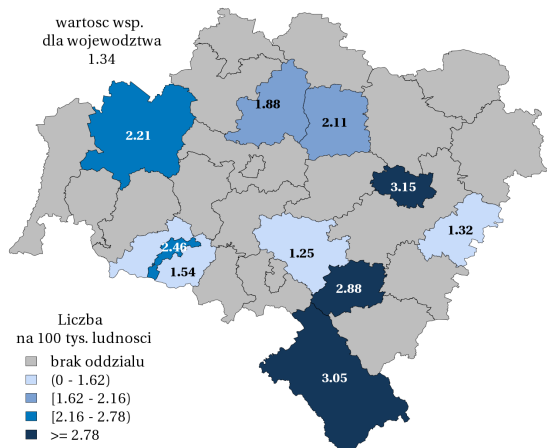 wartosc wsp.
dla wojewodztwa
1.34
1.88
2.11
2.21
3.15
1.32
2.46
1.25
1.54
2.88
3.05
Liczba
na 100 tys. ludnosci
brak oddzialu
(0 - 1.62)
[1.62 - 2.16)
[2.16 - 2.78)
>= 2.78